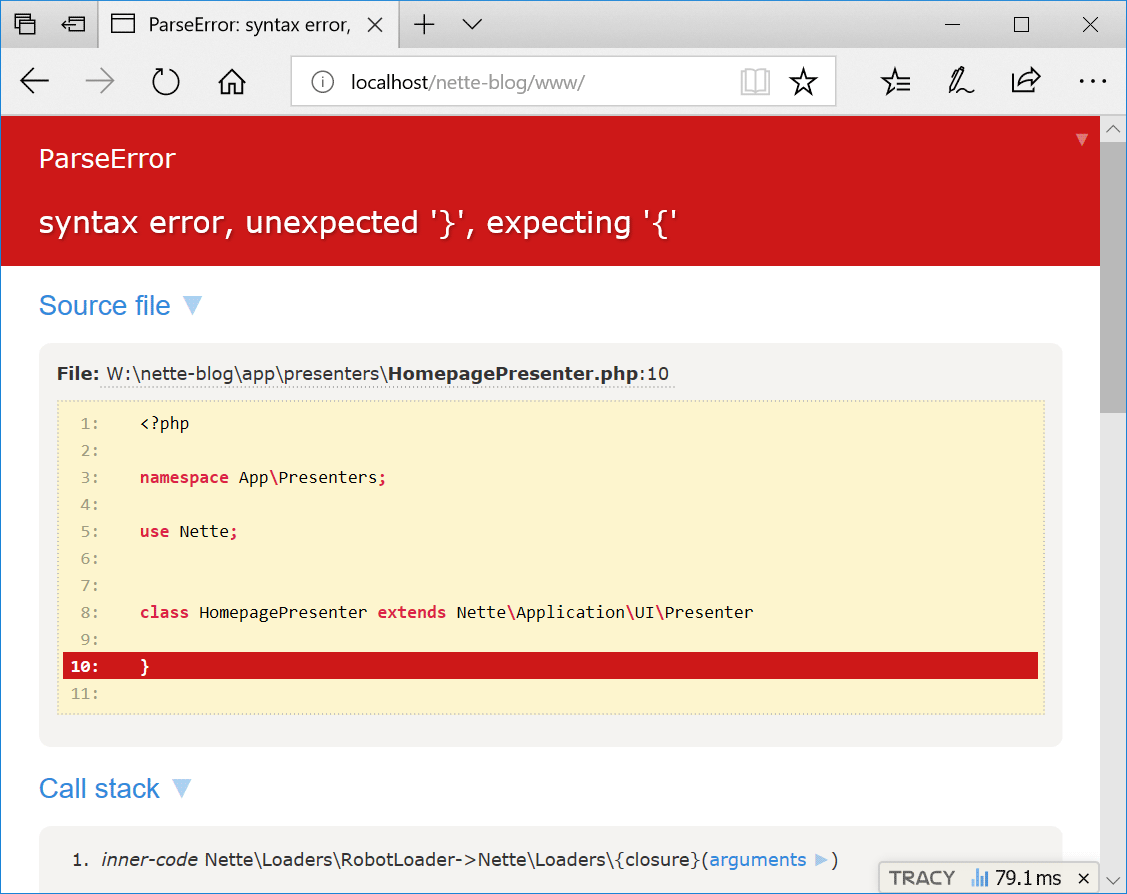 ParseError: syntax error,
localhost/nette-blog/www/
ParseError
syntax error, unexpected '}', expecting '{'
Source file ▼
File: W:\nette-blog\app\presenters\HomepagePresenter.php:10
1: <?php
2:
3: namespace App\Presenters;
4:
5: use Nette;
6:
7:
8: class HomepagePresenter extends Nette\Application\UI\Presenter
9:
10: }
11:
Call stack ▼
1. inner-code Nette\Loaders\RobotLoader->Nette\Loaders\{closure}(arguments ►)
TRACY 79.1 ms ×